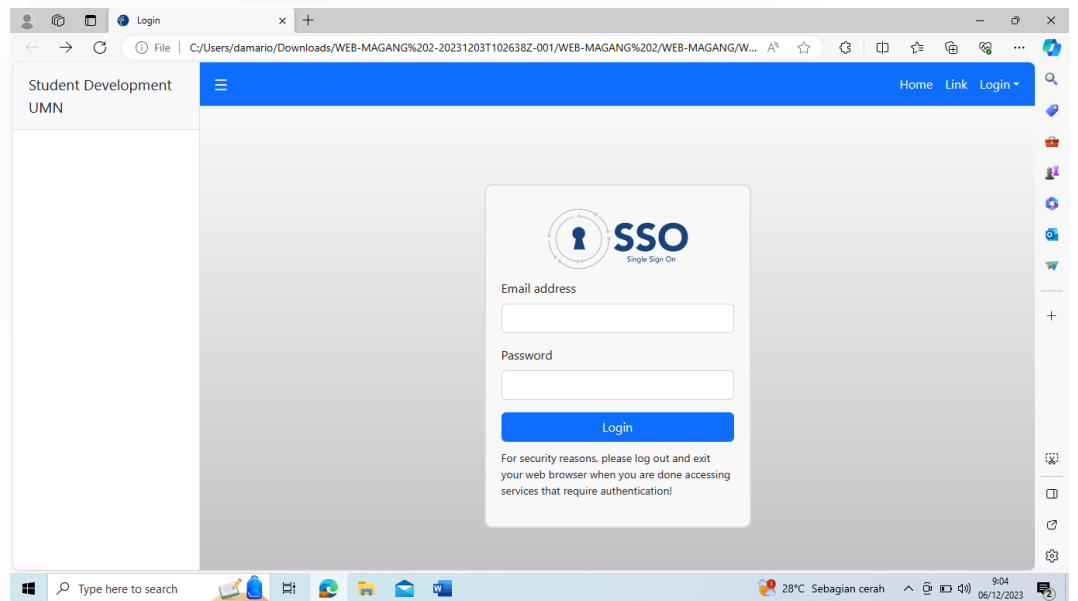 Login
File
C:/Users/damario/Downloads/WEB-MAGANG%202-20231203T102638Z-001/WEB-MAGANG%202/WEB-MAGANG/W...
Student Development
UMN
Home Link Login
SSO
Single Sign On
Email address
Password
Login
For security reasons, please log out and exit
your web browser when you are done accessing
services that require authentication!
Type here to search
28°C Sebagian cerah
9:04
06/12/2023
2